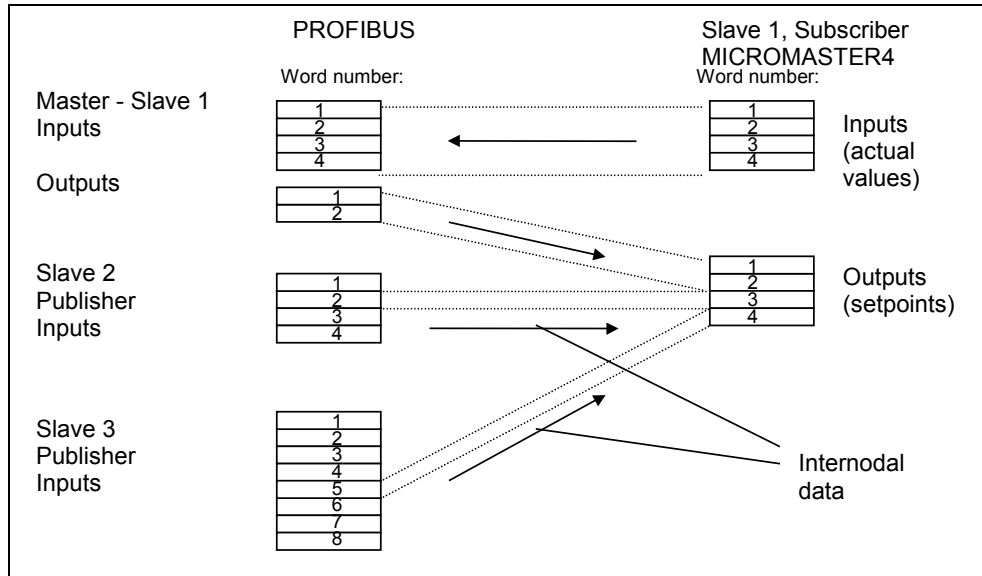 PROFIBUS
Slave 1, Subscriber
MICROMASTER4
Word number:
Word number:
Master - Slave 1
Inputs
1
2
3
4
1
2
3
4
Inputs
(actual
values)
Outputs
1
2
1
2
3
4
Outputs
(setpoints)
Slave 2
Publisher
Inputs
1
2
3
4
Slave 3
Publisher
Inputs
1
2
3
4
5
6
7
8
Internodal
data